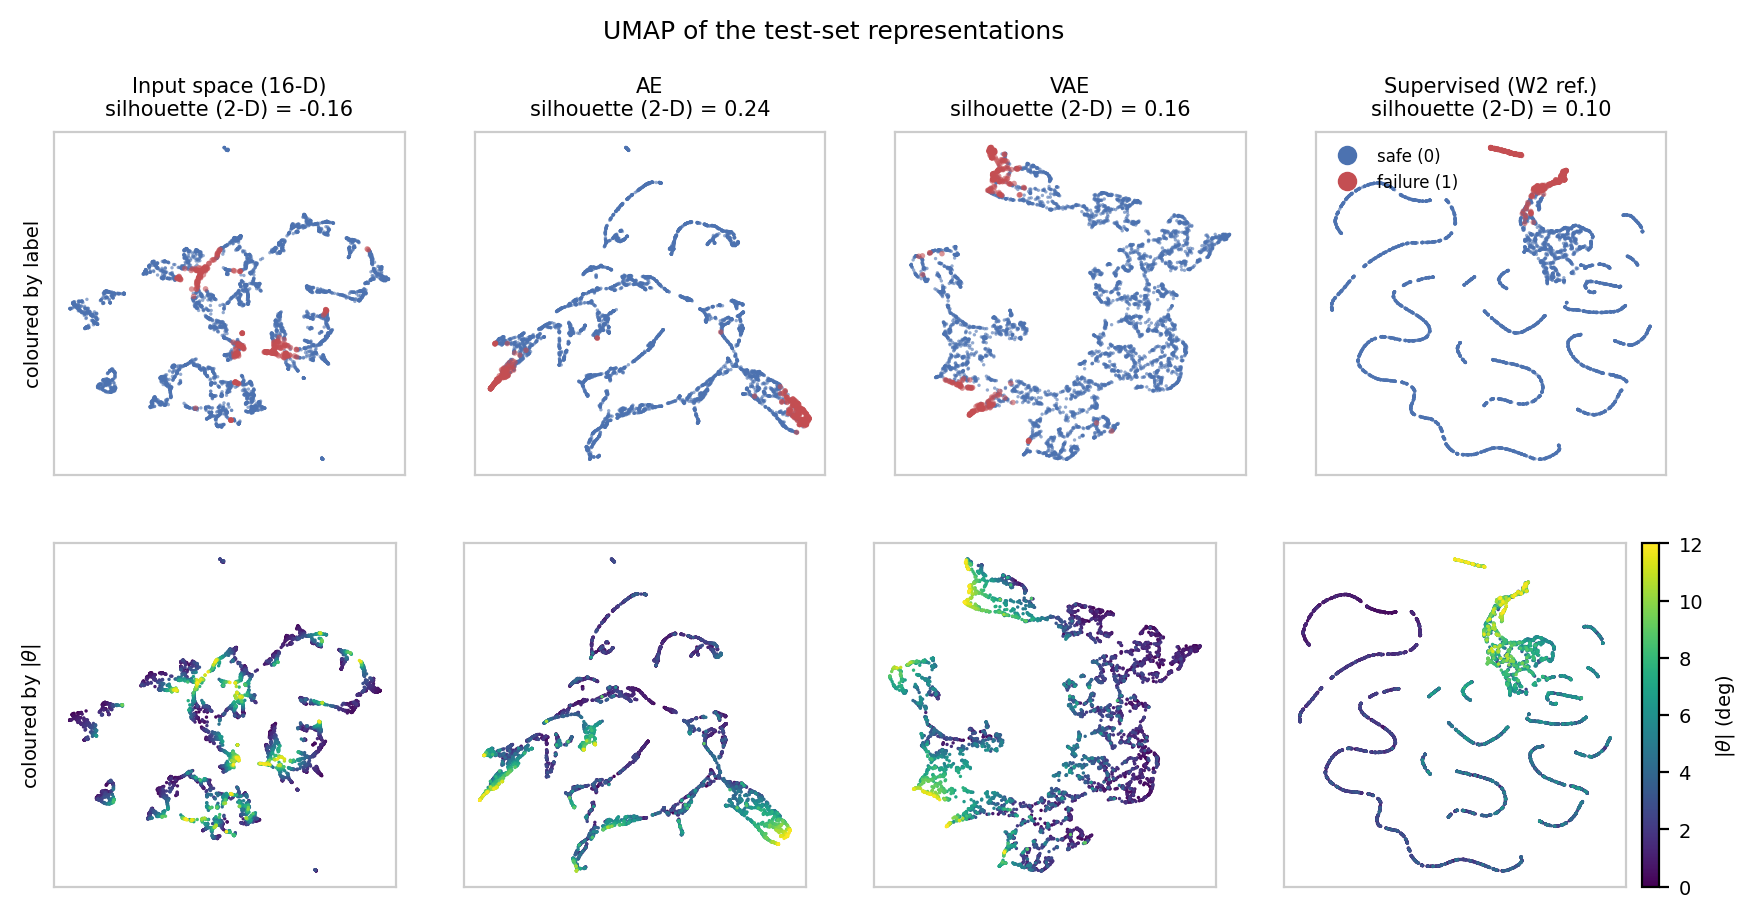 UMAP of the test-set representations
Input space (16-D)
silhouette (2-D) = -0.16
AE
silhouette (2-D) = 0.24
VAE
silhouette (2-D) = 0.16
Supervised (W2 ref.)
silhouette (2-D) = 0.10
coloured by label
safe (0)
failure (1)
coloured by |θ|
12
10
8
6
4
2
0
|θ| (deg)